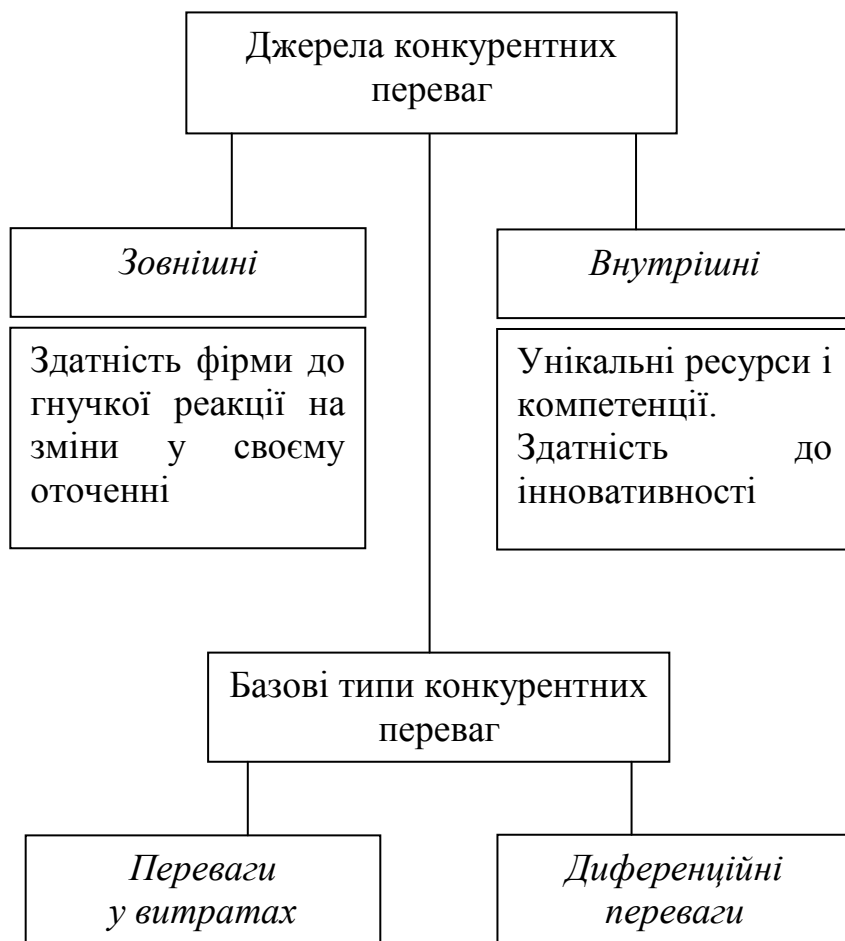 Джерела конкурентних
переваг
Зовнішні
Внутрішні
Здатність фірми до
гнучкої реакції на
зміни у своєму
оточенні
Унікальні ресурси і
компетенції.
Здатність до
інновативності
Базові типи конкурентних
переваг
Переваги
у витратах
Диференційні
переваги